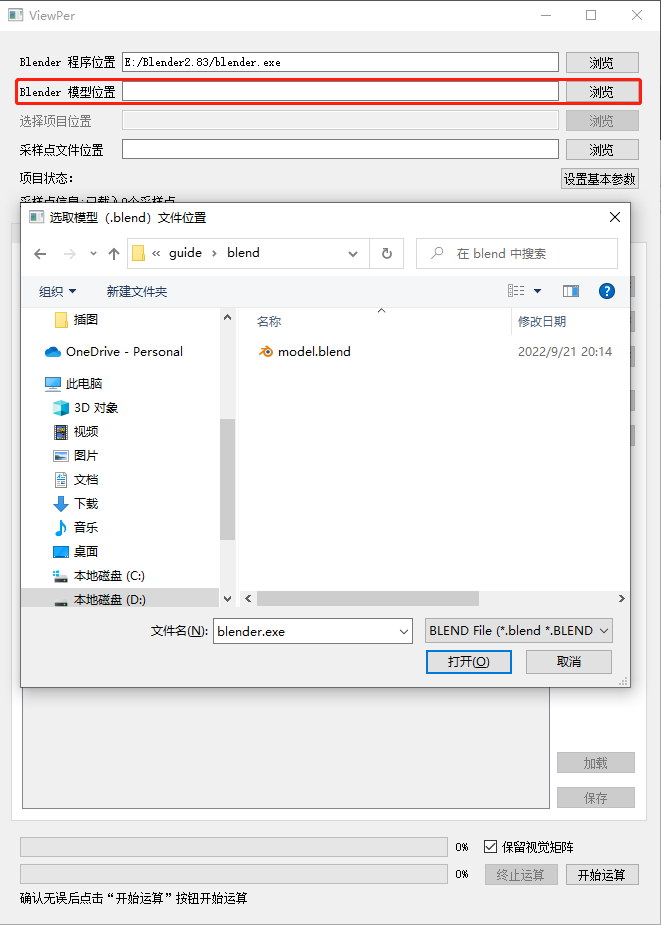 ViewPer
Blender 程序位置 E:/Blender2.83/blender.exe 浏览
Blender 模型位置 浏览
选择项目位置 浏览
采样点文件位置 浏览
项目状态: 设置基本参数
采样点信息:已载入0个采样点
选取模型（.blend）文件位置
« guide › blend 在 blend 中搜索
组织 新建文件夹
名称 修改日期
插图
OneDrive - Personal
model.blend 2022/9/21 20:14
此电脑
3D 对象
视频
图片
文档
下载
音乐
桌面
本地磁盘 (C:)
本地磁盘 (D:)
文件名(N): blender.exe BLEND File (*.blend *.BLEND
打开(O) 取消
加载
保存
0% 保留视觉矩阵
0% 终止运算 开始运算
确认无误后点击“开始运算”按钮开始运算